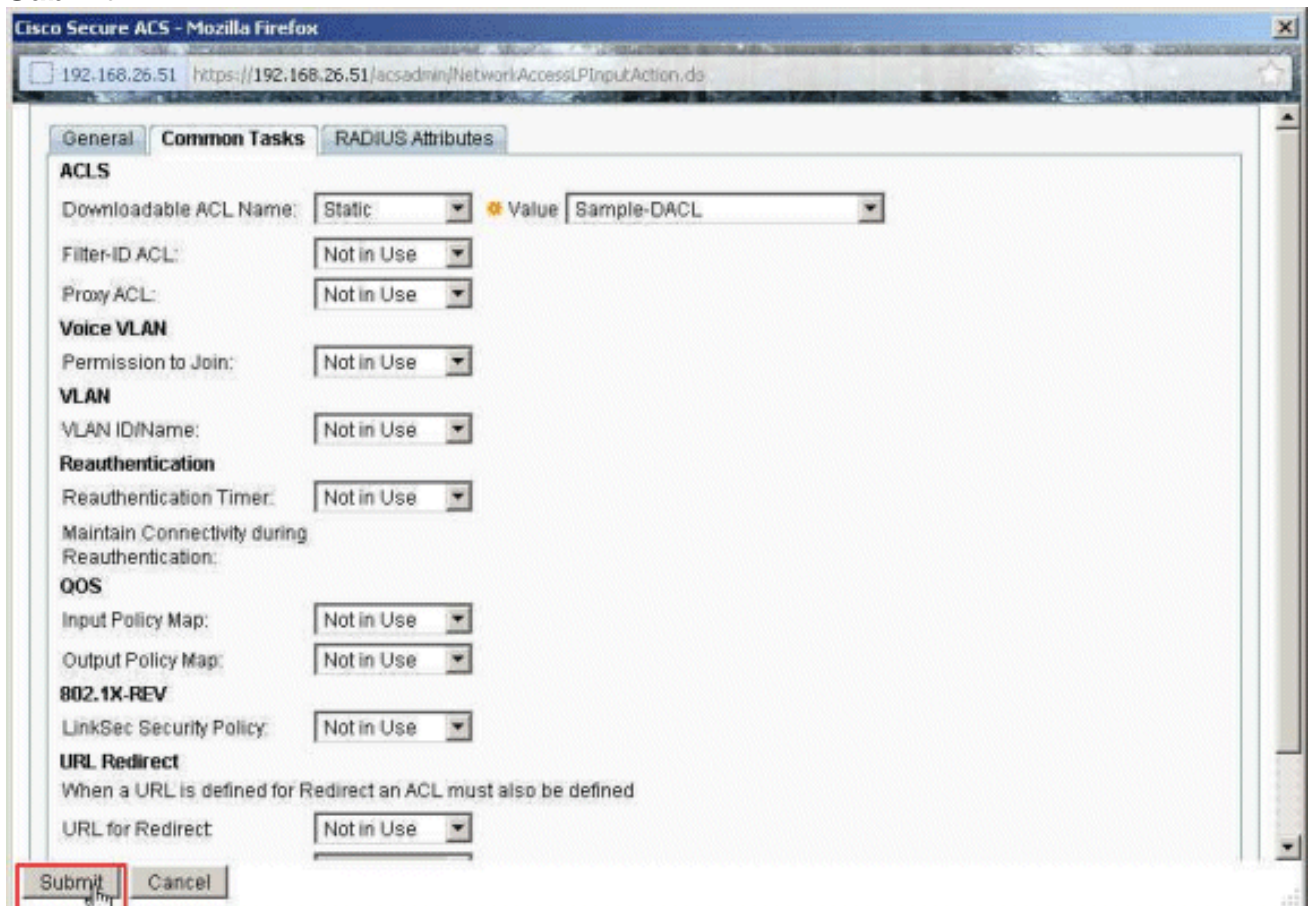 Cisco Secure ACS - Mozilla Firefox
192.168.26.51 https://192.168.26.51/acsadmin/NetworkAccessLPInputAction.do
General Common Tasks RADIUS Attributes
ACLS
Downloadable ACL Name: Static Value Sample-DACL
Filter-ID ACL: Not in Use
Proxy ACL: Not in Use
Voice VLAN
Permission to Join: Not in Use
VLAN
VLAN ID/Name: Not in Use
Reauthentication
Reauthentication Timer: Not in Use
Maintain Connectivity during
Reauthentication:
QOS
Input Policy Map: Not in Use
Output Policy Map: Not in Use
802.1X-REV
LinkSec Security Policy: Not in Use
URL Redirect
When a URL is defined for Redirect an ACL must also be defined
URL for Redirect Not in Use
Submit Cancel